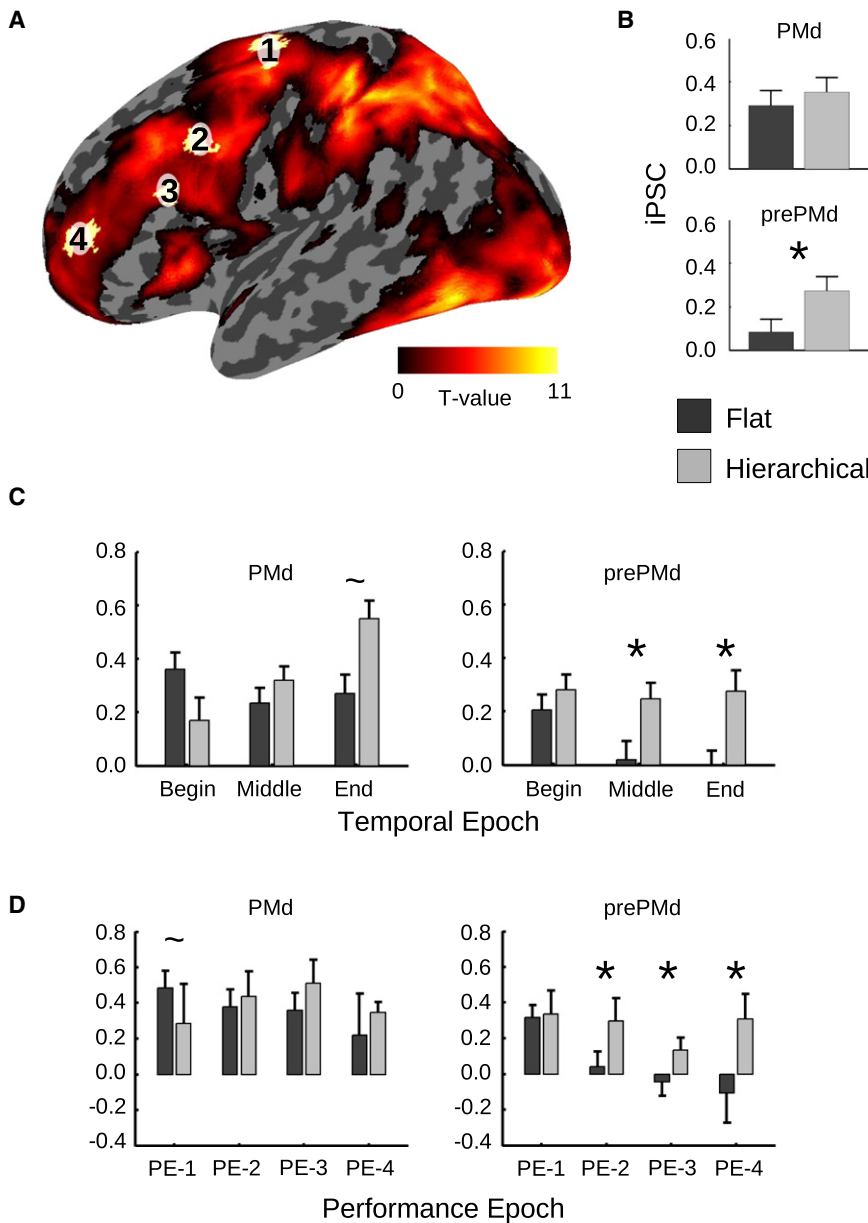 A
1
2
3
4
0 T-value 11
B
iPSC
PMd
0.6
0.4
0.2
0.0
prePMd
*
0.6
0.4
0.2
0.0
Flat
Hierarchical
C
PMd
~
0.8
0.6
0.4
0.2
0.0
Begin Middle End
prePMd
* *
0.8
0.6
0.4
0.2
0.0
Begin Middle End
Temporal Epoch
D
PMd
~
0.8
0.6
0.4
0.2
0.0
-0.2
-0.4
PE-1 PE-2 PE-3 PE-4
prePMd
* * *
0.8
0.6
0.4
0.2
0.0
-0.2
-0.4
PE-1 PE-2 PE-3 PE-4
Performance Epoch